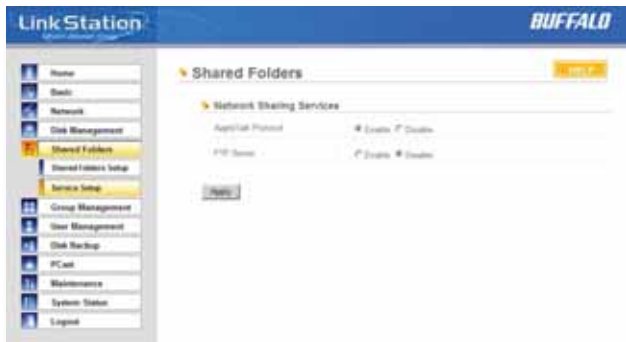 LinkStation
BUFFALO
Home
Basic
Network
Disk Management
Shared Folders
Shared Folders Setup
Service Setup
Group Management
User Management
Disk Backup
PCast
Maintenance
System Status
Logout
Shared Folders
HELP
Network Sharing Services
AppleTalk Protocol
Enable Disable
FTP Server
Enable Disable
Apply